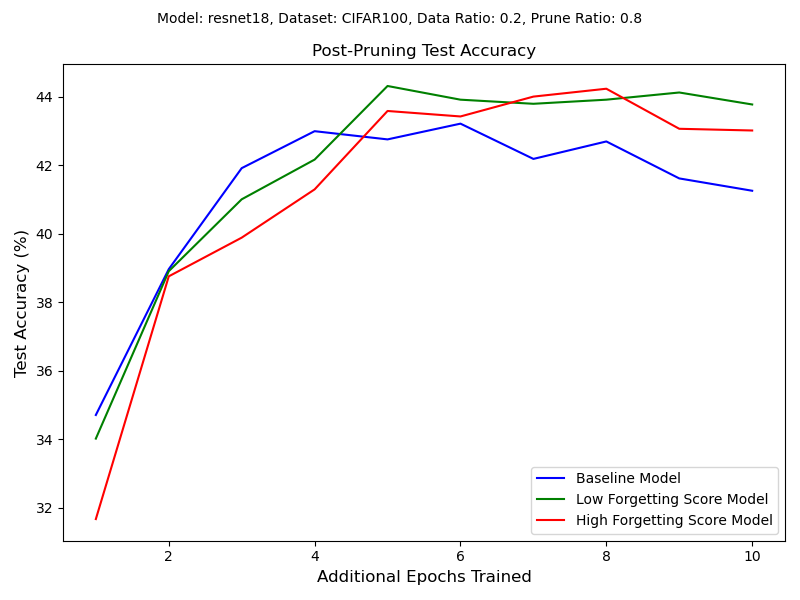 Model: resnet18, Dataset: CIFAR100, Data Ratio: 0.2, Prune Ratio: 0.8
Post-Pruning Test Accuracy
44
42
40
38
36
34
32
Test Accuracy (%)
Baseline Model
Low Forgetting Score Model
High Forgetting Score Model
2 4 6 8 10
Additional Epochs Trained